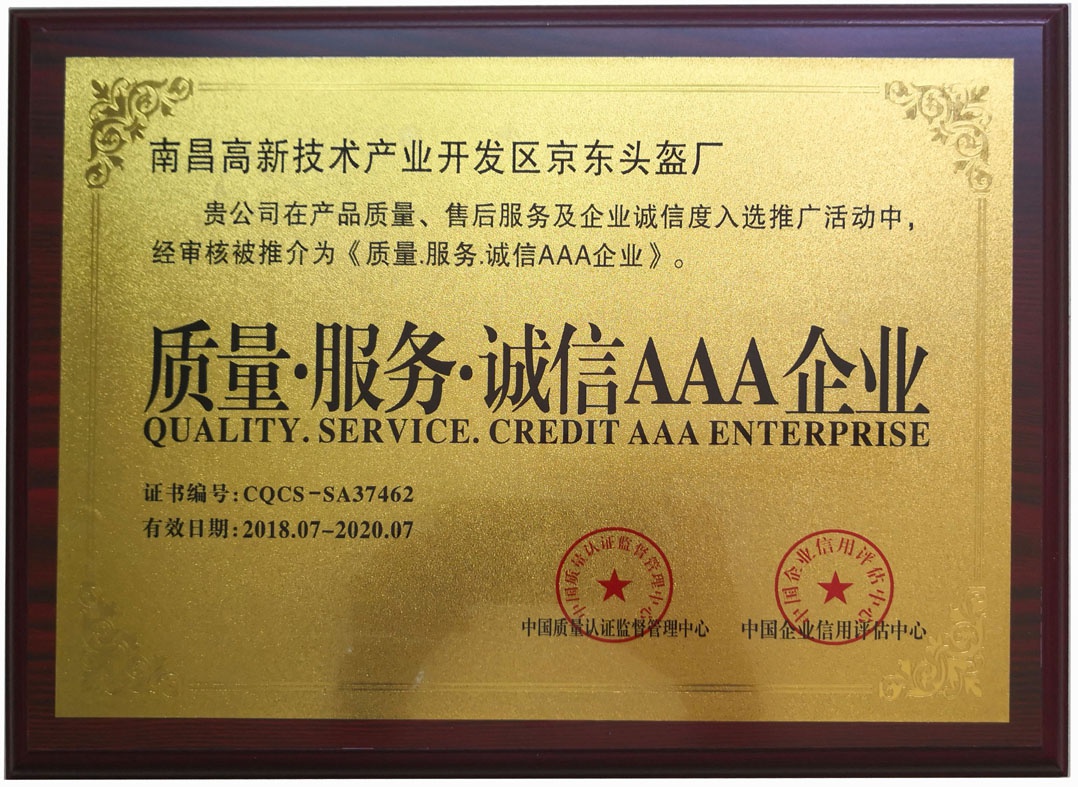 南昌高新技术产业开发区京东头盔厂
贵公司在产品质量、售后服务及企业诚信度入选推广活动中，
经审核被推介为《质量.服务.诚信AAA企业》。
质量·服务·诚信AAA企业
QUALITY. SERVICE. CREDIT AAA ENTERPRISE
证书编号:CQCS-SA37462
有效日期:2018.07-2020.07
中国质量认证监督管理中心
中国企业信用评估中心
中国质量认证监督管理中心
中国企业信用评估中心